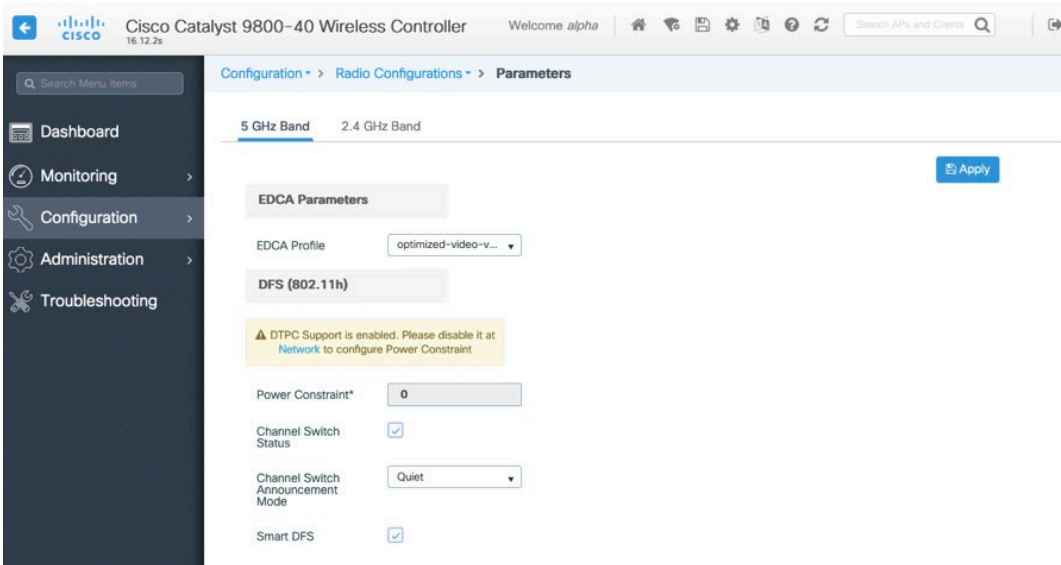 CISCO
Cisco Catalyst 9800-40 Wireless Controller
16.12.2s
Welcome alpha
Search APs and Clients
Search Menu Items
Dashboard
Monitoring
Configuration
Administration
Troubleshooting
Configuration > Radio Configurations > Parameters
5 GHz Band
2.4 GHz Band
Apply
EDCA Parameters
EDCA Profile
optimized-video-v...
DFS (802.11h)
DTPC Support is enabled. Please disable it at
Network to configure Power Constraint
Power Constraint*
0
Channel Switch
Status
Channel Switch
Announcement
Mode
Quiet
Smart DFS